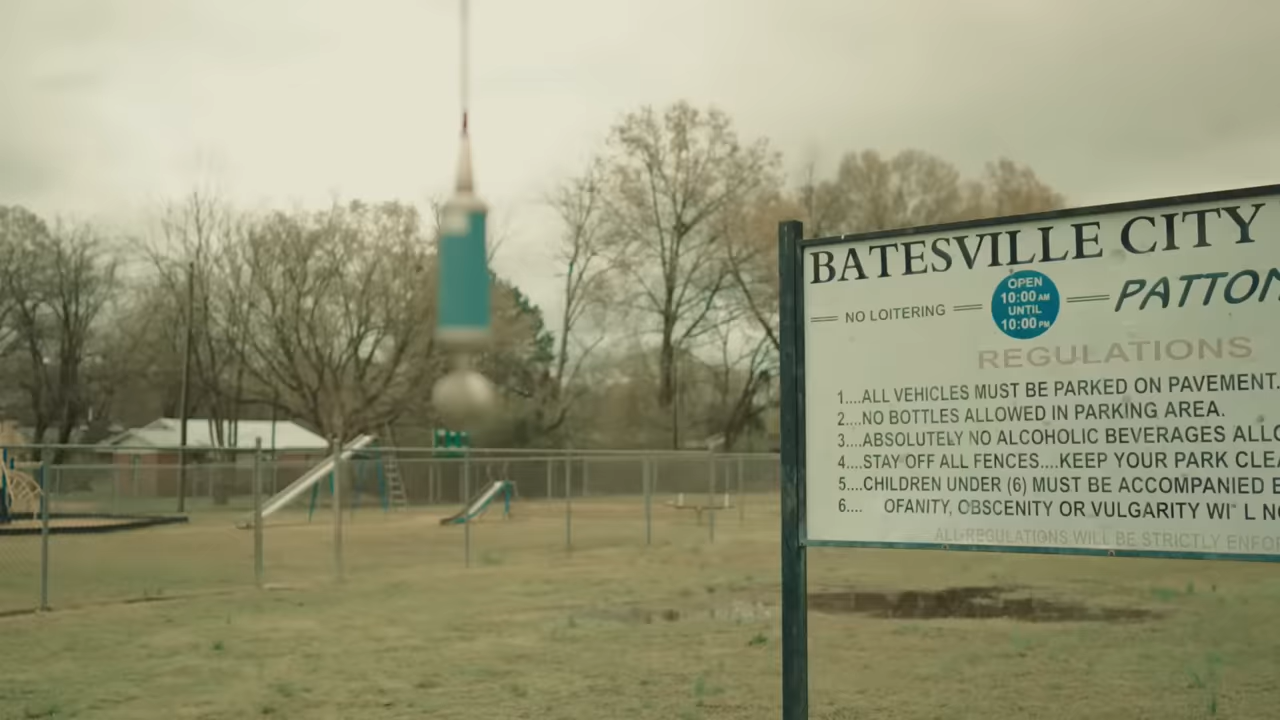 BATESVILLE CITY
NO LOITERING
OPEN
10:00 AM
UNTIL
10:00 PM
PATTON
REGULATIONS
1....ALL VEHICLES MUST BE PARKED ON PAVEMENT.
2....NO BOTTLES ALLOWED IN PARKING AREA.
3....ABSOLUTELY NO ALCOHOLIC BEVERAGES ALLO
4....STAY OFF ALL FENCES....KEEP YOUR PARK CLEA
5....CHILDREN UNDER (6) MUST BE ACCOMPANIED
6.... OFANITY, OBSCENITY OR VULGARITY WI L NO
ALL REGULATIONS WILL BE STRICTLY ENFOR